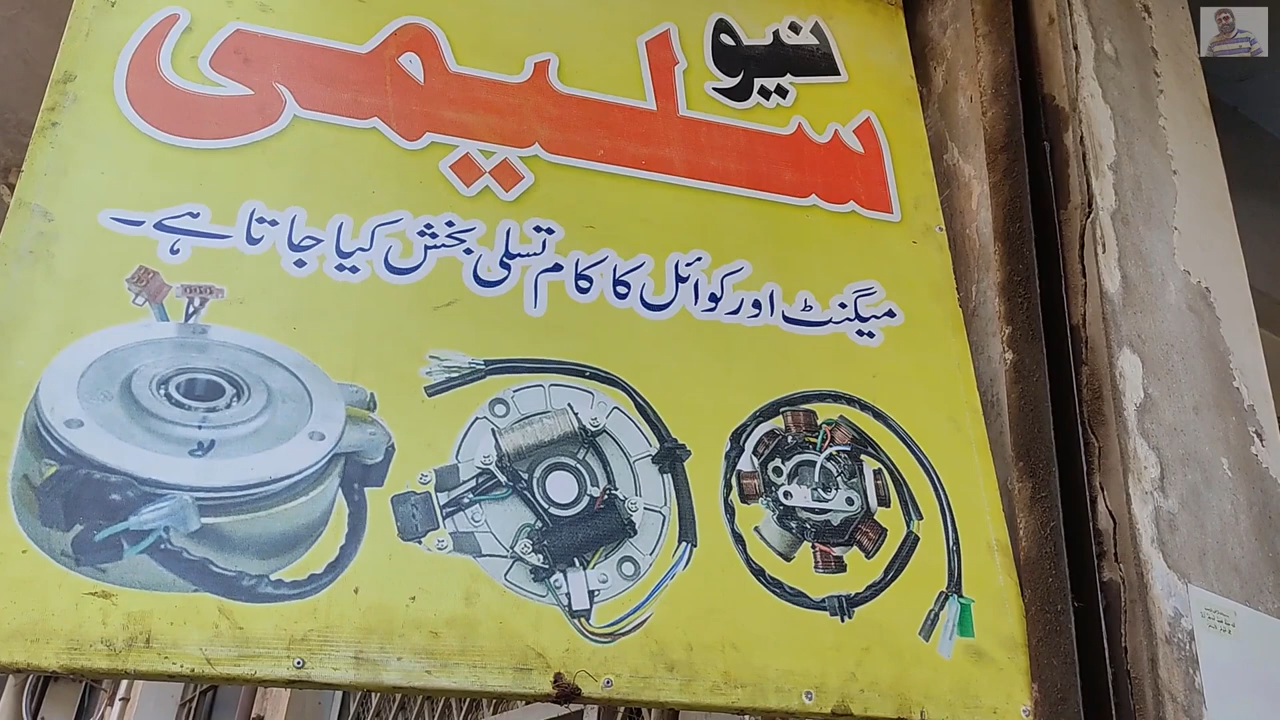 نیو
سلیمی
میگنٹ اور کوائل کا کام تسلی بخش کیا جاتا ہے۔